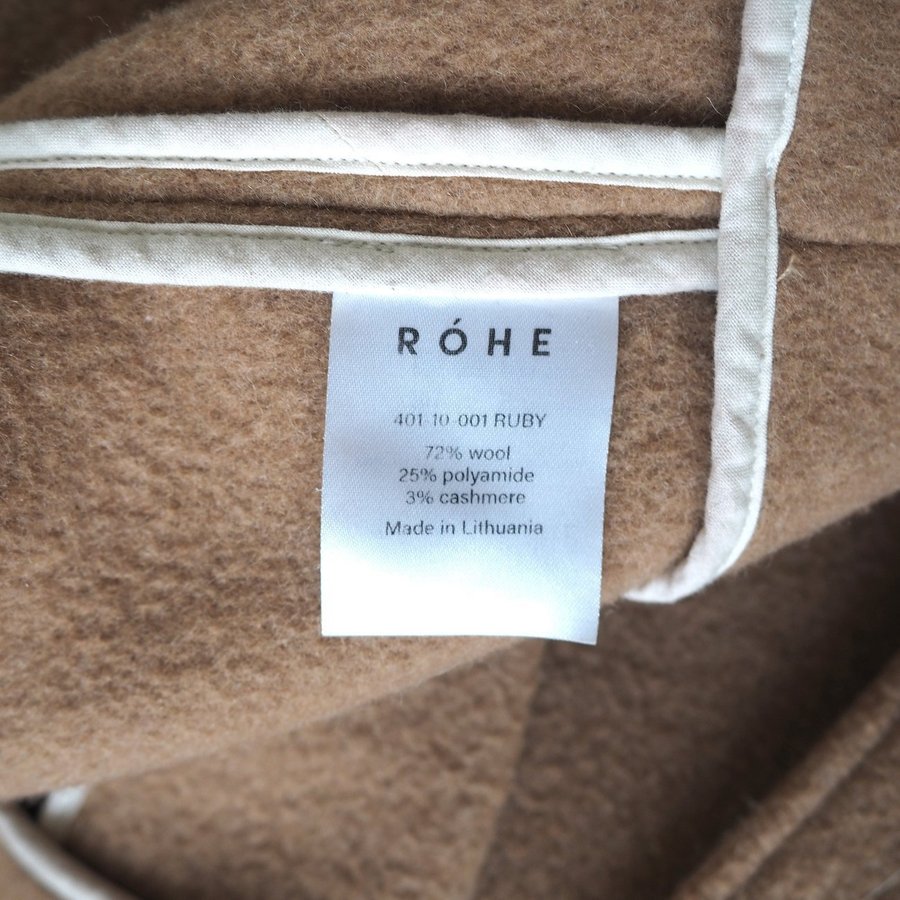 RÓHE
401-10-001 RUBY
72% wool
25% polyamide
3% cashmere
Made in Lithuania